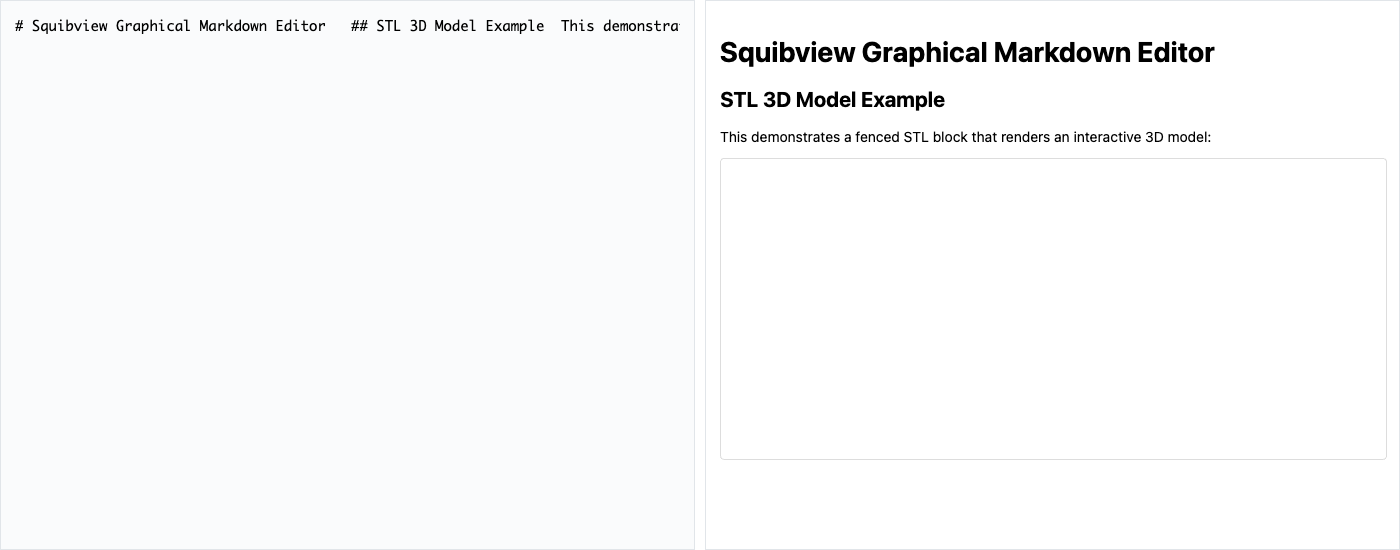 # Squibview Graphical Markdown Editor   ## STL 3D Model Example  This
Squibview Graphical Markdown Editor
STL 3D Model Example
This demonstrates a fenced STL block that renders an interactive 3D model: